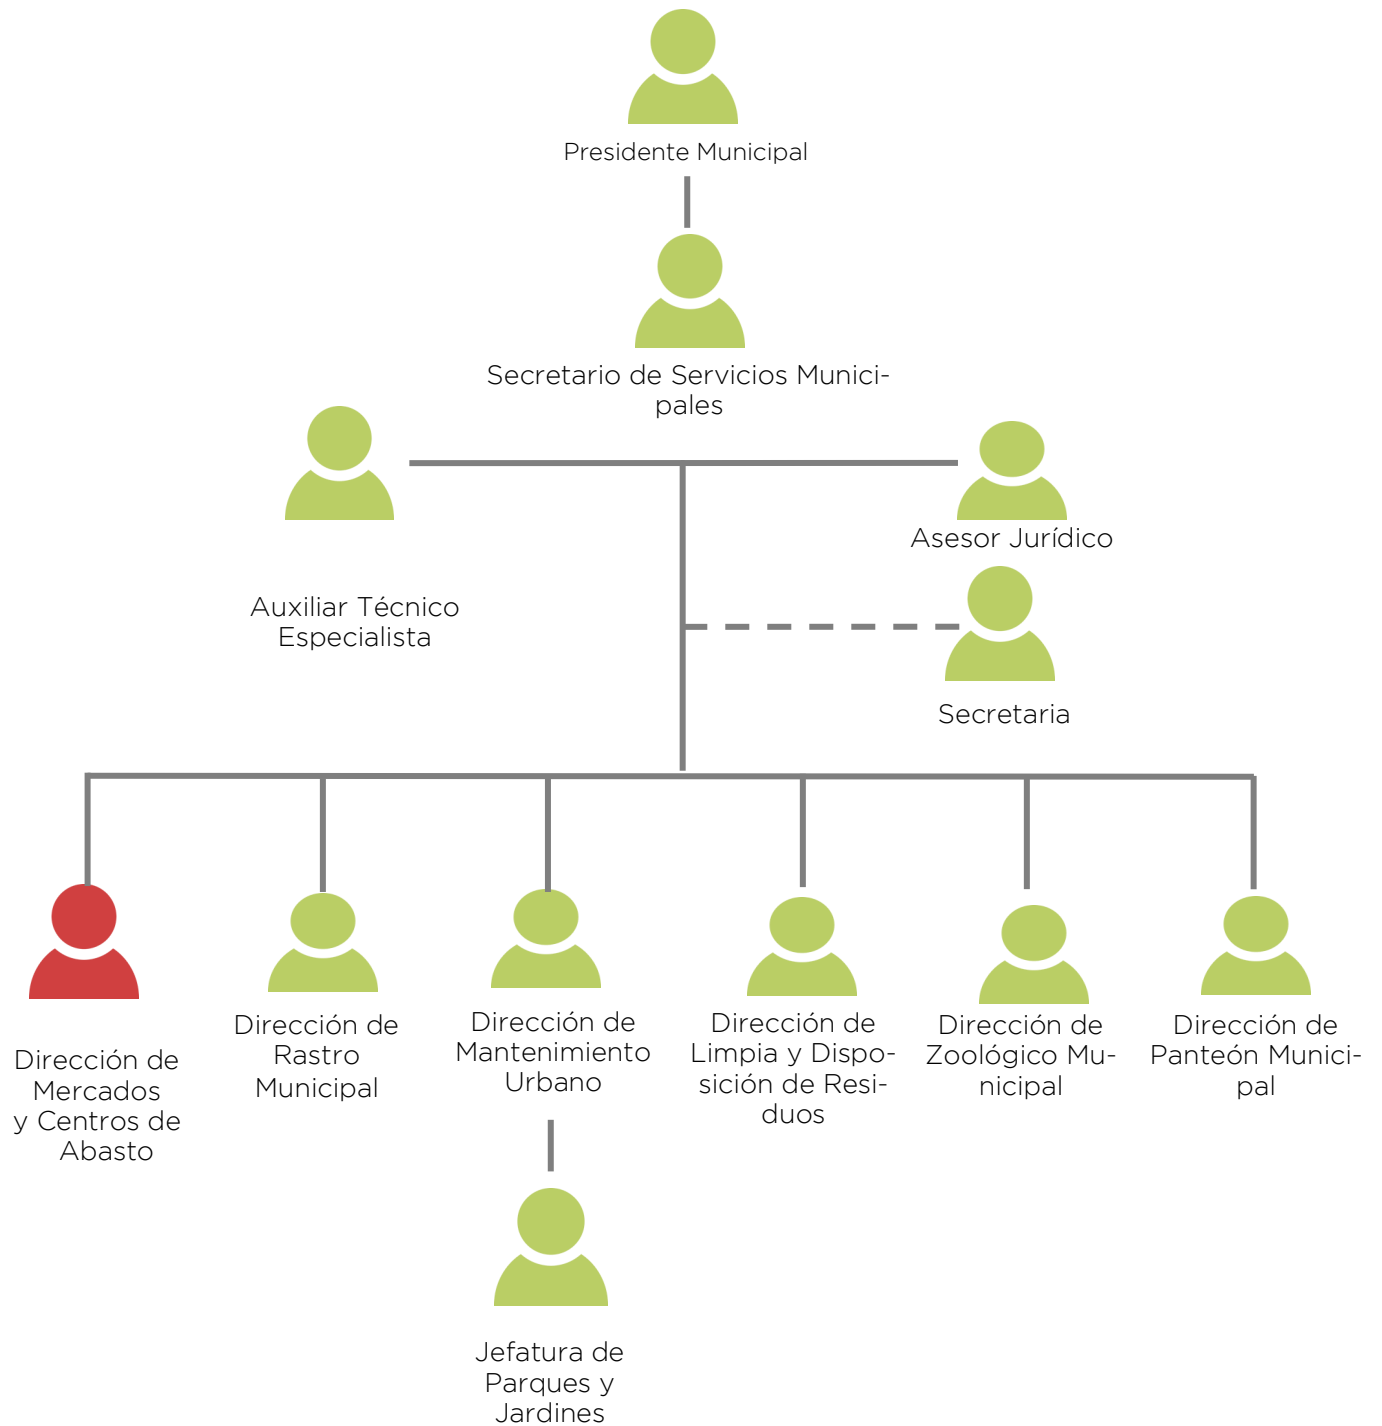 Presidente Municipal
Secretario de Servicios Munici-
pales
Asesor Jurídico
Auxiliar Técnico
Especialista
Secretaria
Dirección de
Mercados
y Centros de
Abasto
Dirección de
Rastro
Municipal
Dirección de
Mantenimiento
Urbano
Dirección de
Limpia y Dispo-
sición de Resi-
duos
Dirección de
Zoológico Mu-
nicipal
Dirección de
Panteón Munici-
pal
Jefatura de
Parques y
Jardines